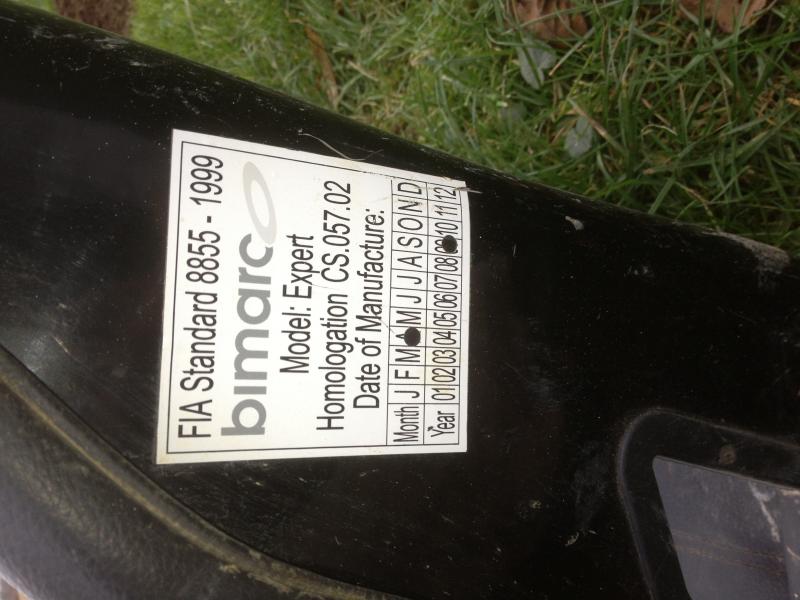 FIA Standard 8855 - 1999
bimarco
Model: Expert
Homologation CS.057.02
Date of Manufacture:
Month J F M M J J A S O N D
Year 01 02 03 04 05 06 07 08 10 11 12